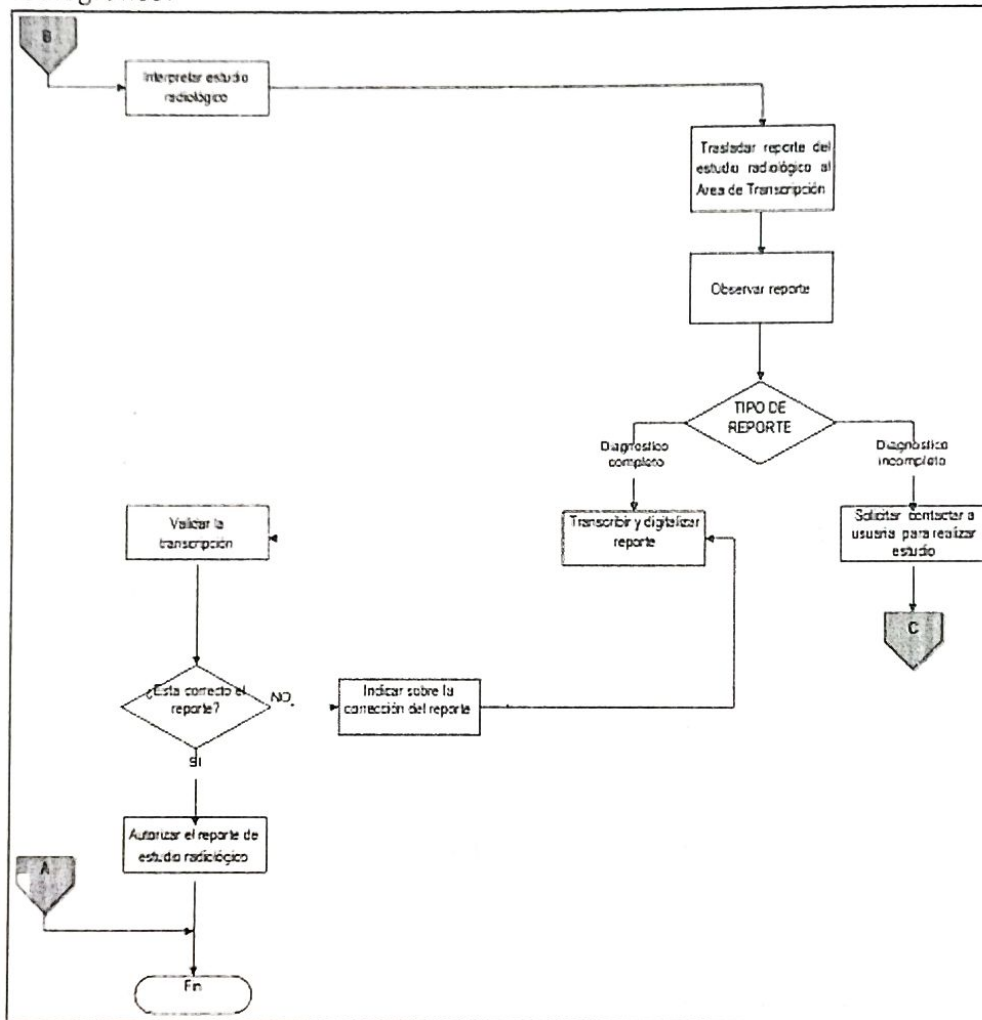 B
Interpretar estudio
radiológico
Trasladar reporte del
estudio radiológico al
Area de Transcripción
Observar reporte
TIPO DE
REPORTE
Diagnostico
completo
Diagnostico
incompleto
Transcribir y digitalizar
reporte
Solicitar contactar a
usuaria para realizar
estudio
C
Validar la
transcripción
¿Esta correcto el
reporte?
NO
Indicar sobre la
corrección del reporte
SI
Autorizar el reporte de
estudio radiológico
A
Fin